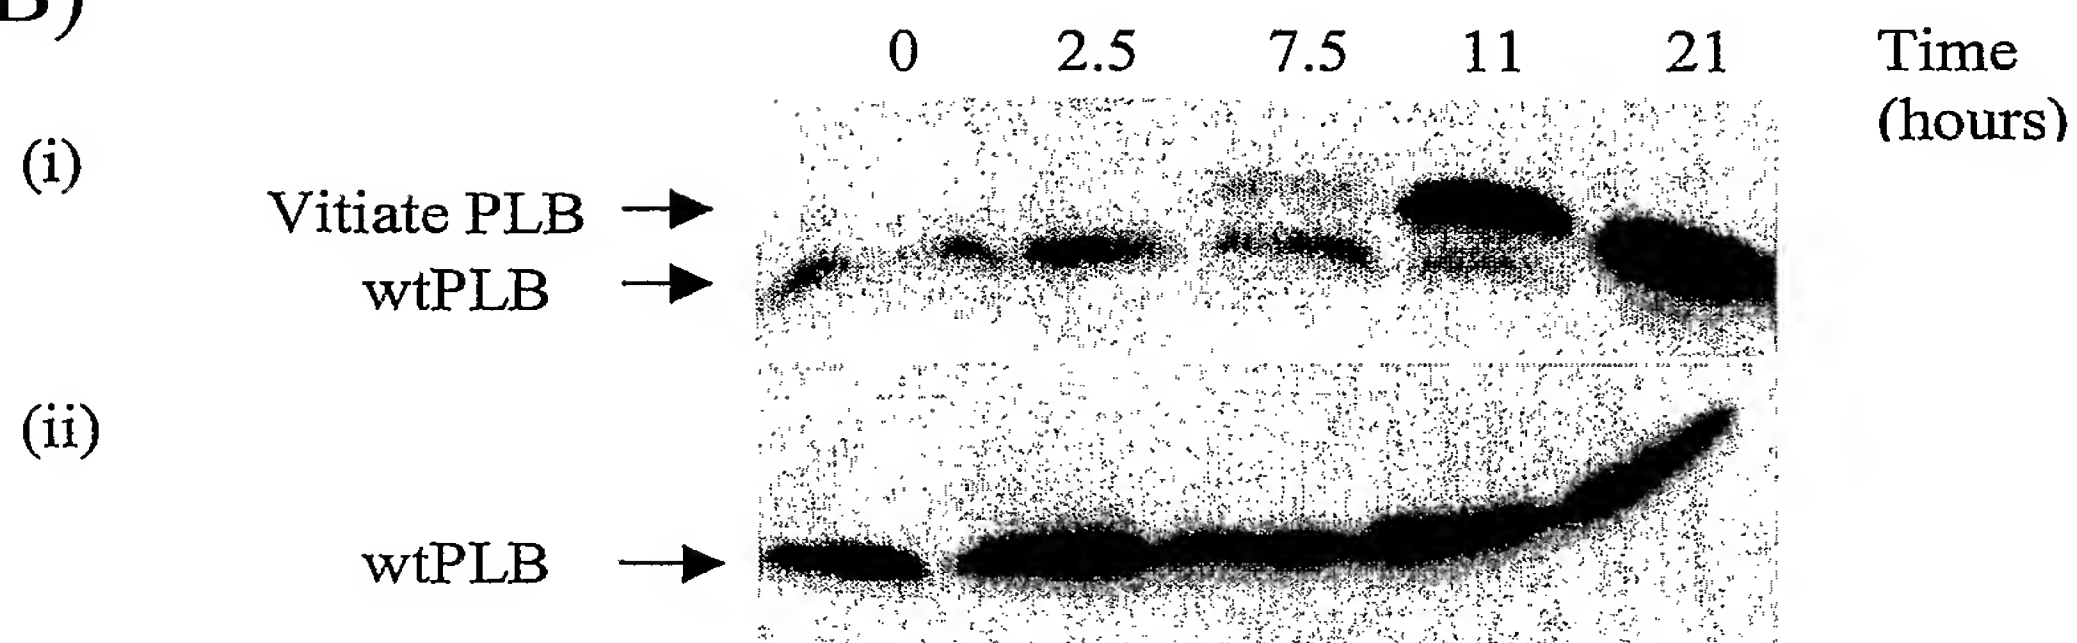 B)
0 2.5 7.5 11 21 Time
(hours)
(i)
Vitiate PLB
wtPLB
(ii)
wtPLB